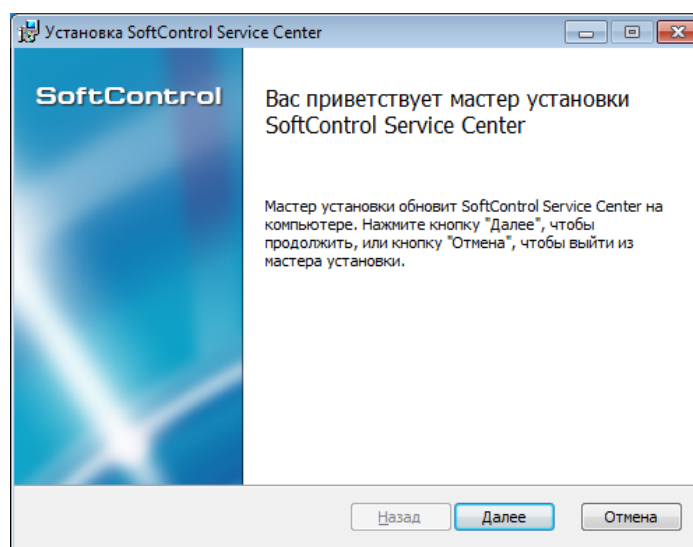 Установка SoftControl Service Center
SoftControl
Вас приветствует мастер установки
SoftControl Service Center
Мастер установки обновит SoftControl Service Center на
компьютере. Нажмите кнопку "Далее", чтобы
продолжить, или кнопку "Отмена", чтобы выйти из
мастера установки.
Назад
Далее
Отмена